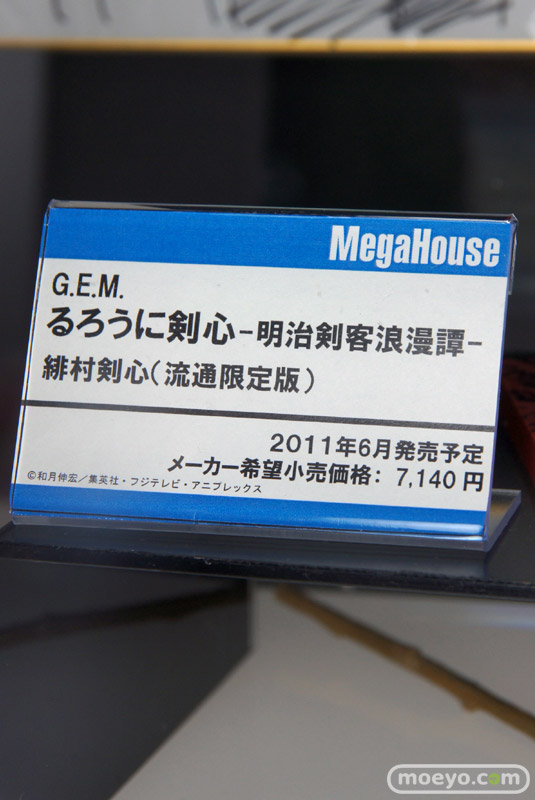 MegaHouse
G.E.M.
るろうに剣心-明治剣客浪漫譚-
緋村剣心(流通限定版)
2011年6月発売予定
メーカー希望小売価格: 7,140円
©和月伸宏/集英社・フジテレビ・アニプレックス
moeyo.com